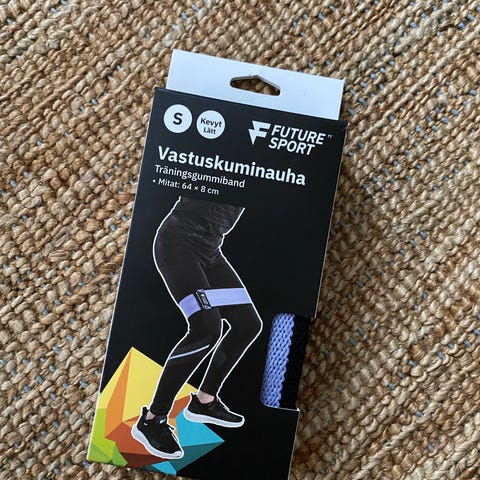 S
Kevyt
Lätt
FUTURE
SPORT
Vastuskuminauha
Träningsgummiband
• Mitat: 64 × 8 cm